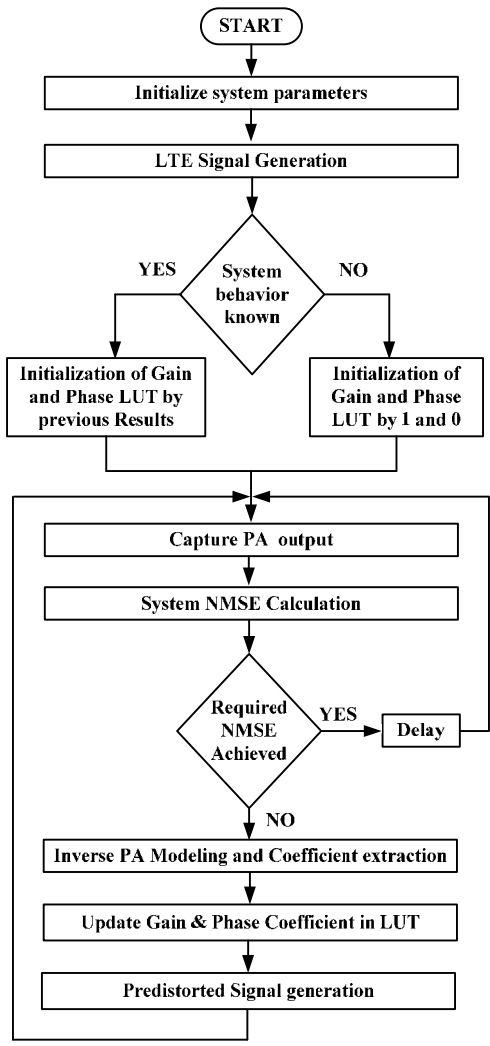 START
Initialize system parameters
LTE Signal Generation
YES
System
behavior
known
NO
Initialization of Gain
and Phase LUT by
previous Results
Initialization of
Gain and Phase
LUT by 1 and 0
Capture PA output
System NMSE Calculation
Required
NMSE
Achieved
YES
Delay
NO
Inverse PA Modeling and Coefficient extraction
Update Gain & Phase Coefficient in LUT
Predistorted Signal generation